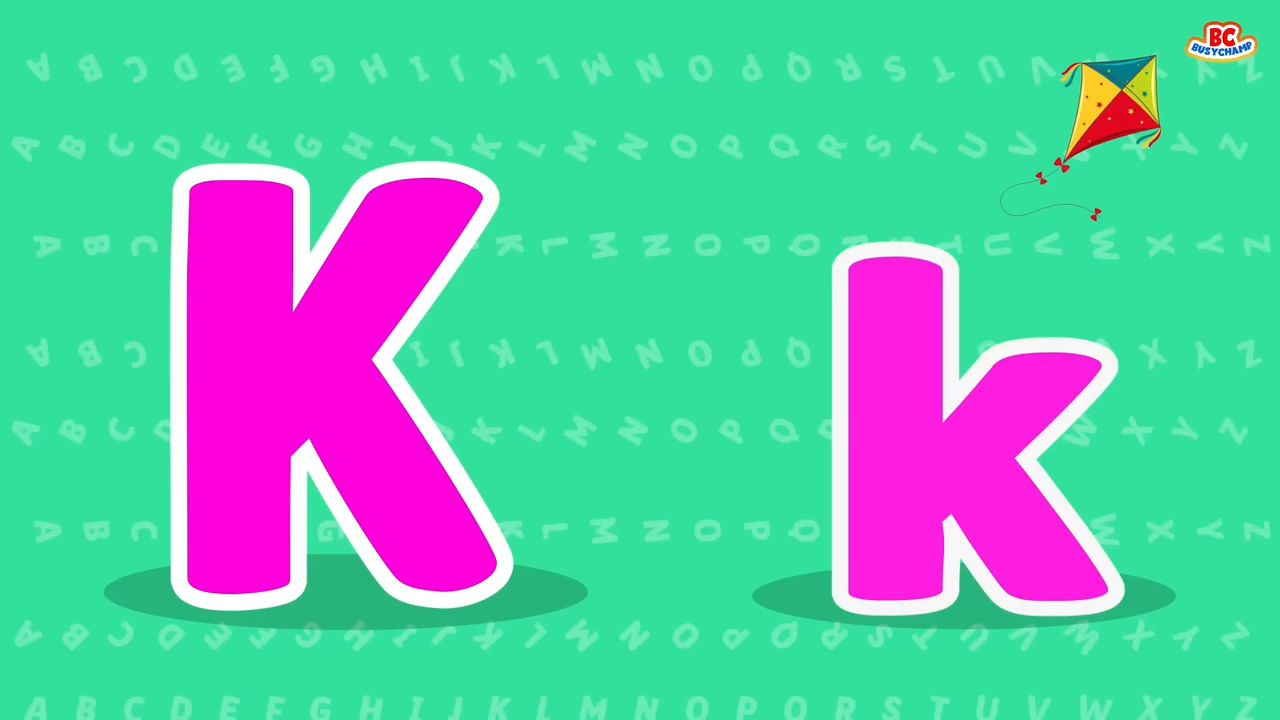 BC
BUSYCHAMP
A B C D E F G H I J K L M N O P Q R S T U V W X Y Z
A B C D E F G H I J K L M N O P Q R S T U V X Y Z
K k
A B C K L M N O P Q R T U V W X Y Z
A B C I J K L M N O P Q X Y Z
A B C D J K L M N O P Q W X Y Z
A B C G K L M N O P Q W X Y Z
A B C D E F G H I J K L M N O P Q R S T U V W X Y Z
A B C D E F G H I J K L M N O P Q R S T U V W X Y Z